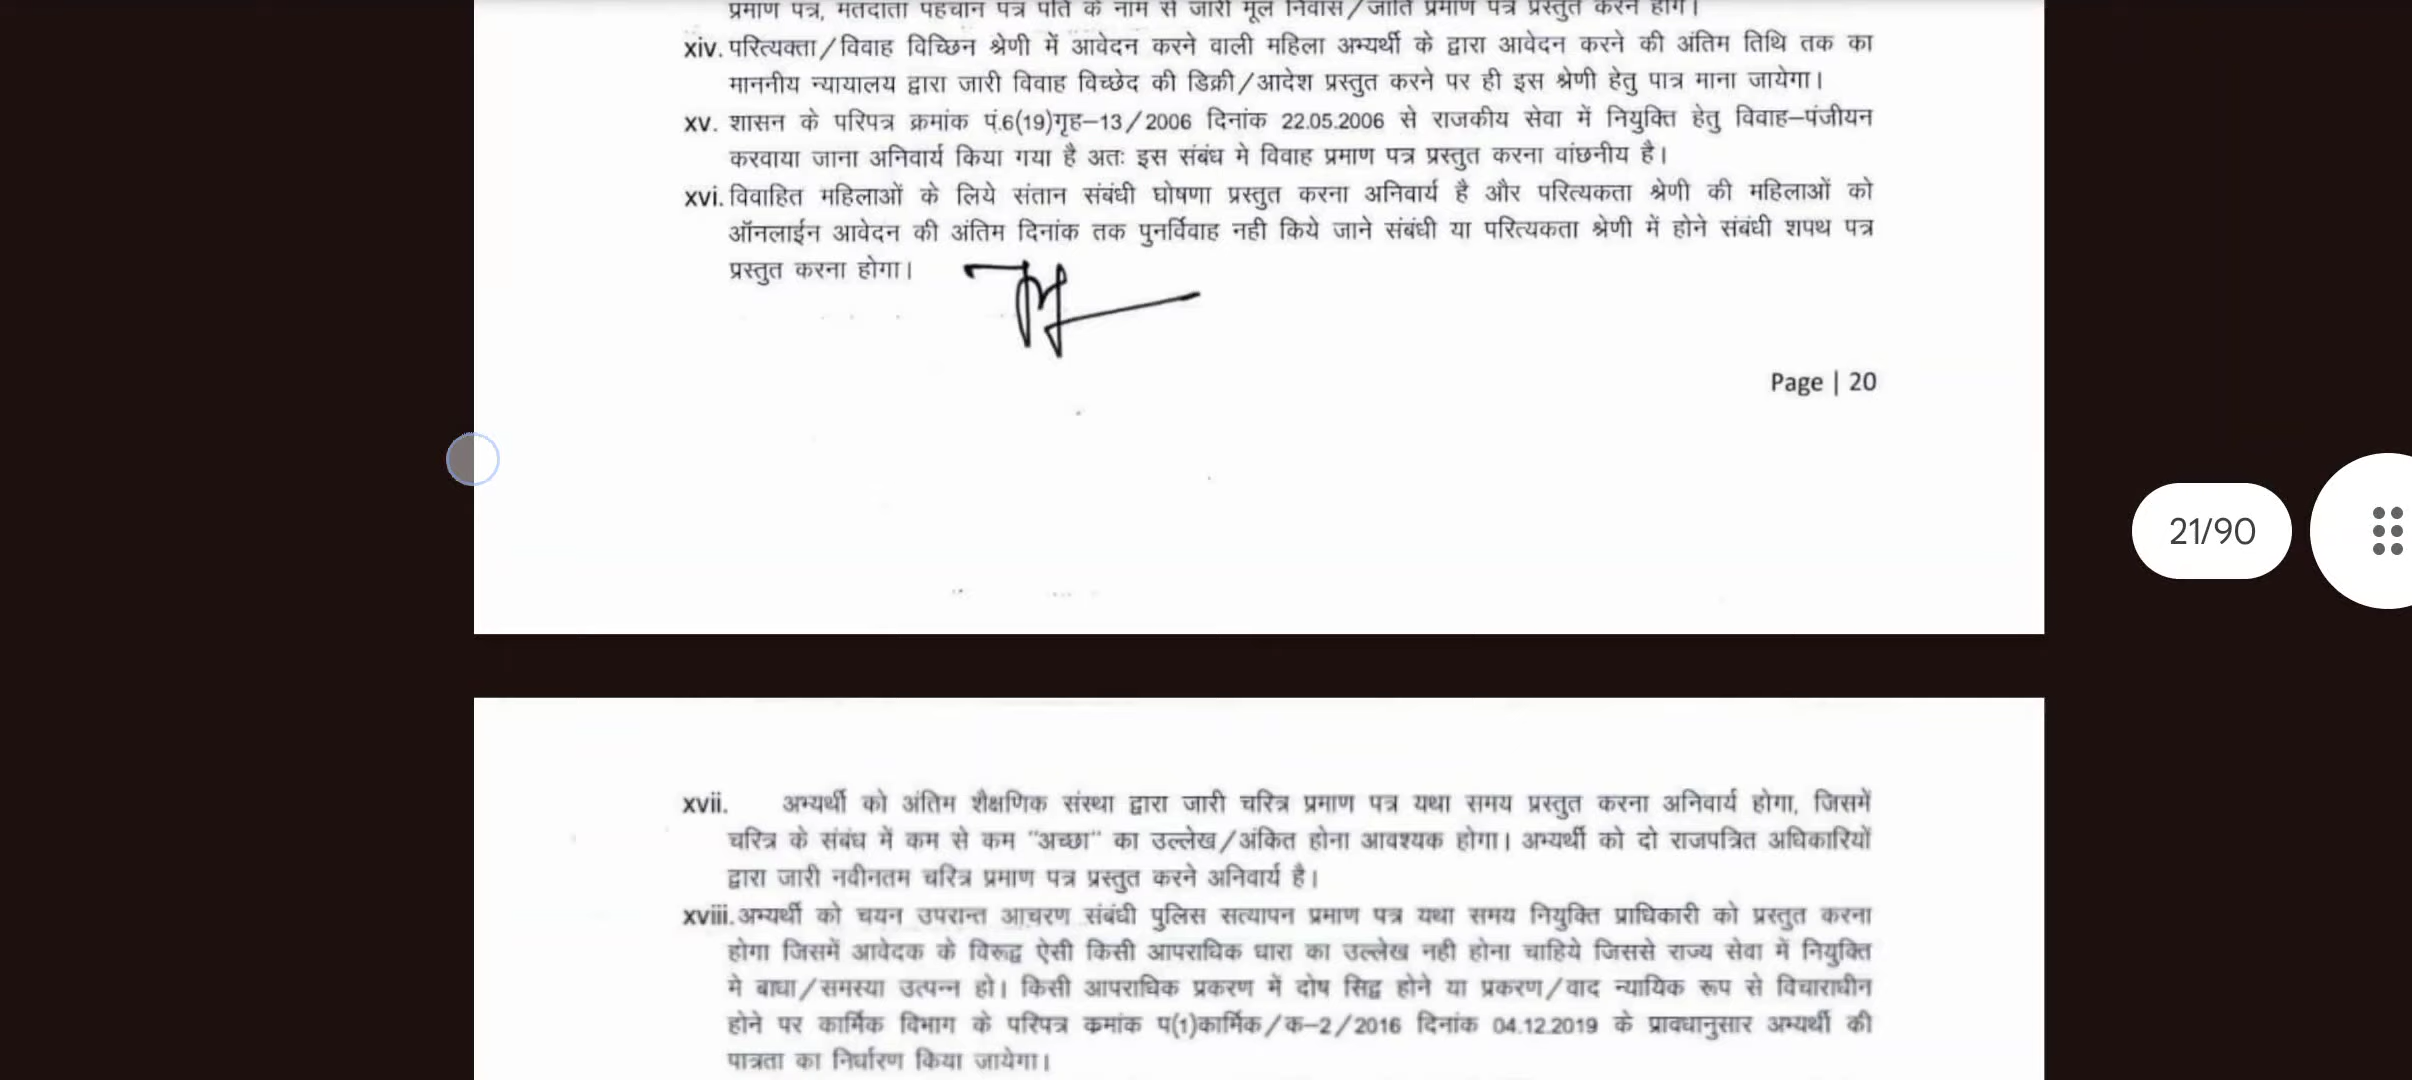 प्रमाण पत्र, मतदाता पहचान पत्र पति के नाम से जारी मूल निवास/जाति प्रमाण पत्र प्रस्तुत करने होंगे।
xiv. परित्यक्ता/विवाह विच्छिन श्रेणी में आवेदन करने वाली महिला अभ्यर्थी के द्वारा आवेदन करने की अंतिम तिथि तक का
माननीय न्यायालय द्वारा जारी विवाह विच्छेद की डिक्री/आदेश प्रस्तुत करने पर ही इस श्रेणी हेतु पात्र माना जायेगा।
xv. शासन के परिपत्र क्रमांक पं.6(19)गृह–13/2006 दिनांक 22.05.2006 से राजकीय सेवा में नियुक्ति हेतु विवाह–पंजीयन
करवाया जाना अनिवार्य किया गया है अतः इस संबंध मे विवाह प्रमाण पत्र प्रस्तुत करना वांछनीय है।
xvi. विवाहित महिलाओं के लिये संतान संबंधी घोषणा प्रस्तुत करना अनिवार्य है और परित्यकता श्रेणी की महिलाओं को
ऑनलाईन आवेदन की अंतिम दिनांक तक पुनर्विवाह नही किये जाने संबंधी या परित्यकता श्रेणी में होने संबंधी शपथ पत्र
प्रस्तुत करना होगा।
Page | 20
21/90
xvii. अभ्यर्थी को अंतिम शैक्षणिक संस्था द्वारा जारी चरित्र प्रमाण पत्र यथा समय प्रस्तुत करना अनिवार्य होगा, जिसमें
चरित्र के संबंध में कम से कम "अच्छा" का उल्लेख/अंकित होना आवश्यक होगा। अभ्यर्थी को दो राजपत्रित अधिकारियों
द्वारा जारी नवीनतम चरित्र प्रमाण पत्र प्रस्तुत करने अनिवार्य है।
xviii. अभ्यर्थी को चयन उपरान्त आचरण संबंधी पुलिस सत्यापन प्रमाण पत्र यथा समय नियुक्ति प्राधिकारी को प्रस्तुत करना
होगा जिसमें आवेदक के विरूद्ध ऐसी किसी आपराधिक धारा का उल्लेख नही होना चाहिये जिससे राज्य सेवा में नियुक्ति
मे बाधा/समस्या उत्पन्न हो। किसी आपराधिक प्रकरण में दोष सिद्व होने या प्रकरण/वाद न्यायिक रूप से विचाराधीन
होने पर कार्मिक विभाग के परिपत्र क्रमांक प(1)कार्मिक/क–2/2016 दिनांक 04.12.2019 के प्रावधानुसार अभ्यर्थी की
पात्रता का निर्धारण किया जायेगा।